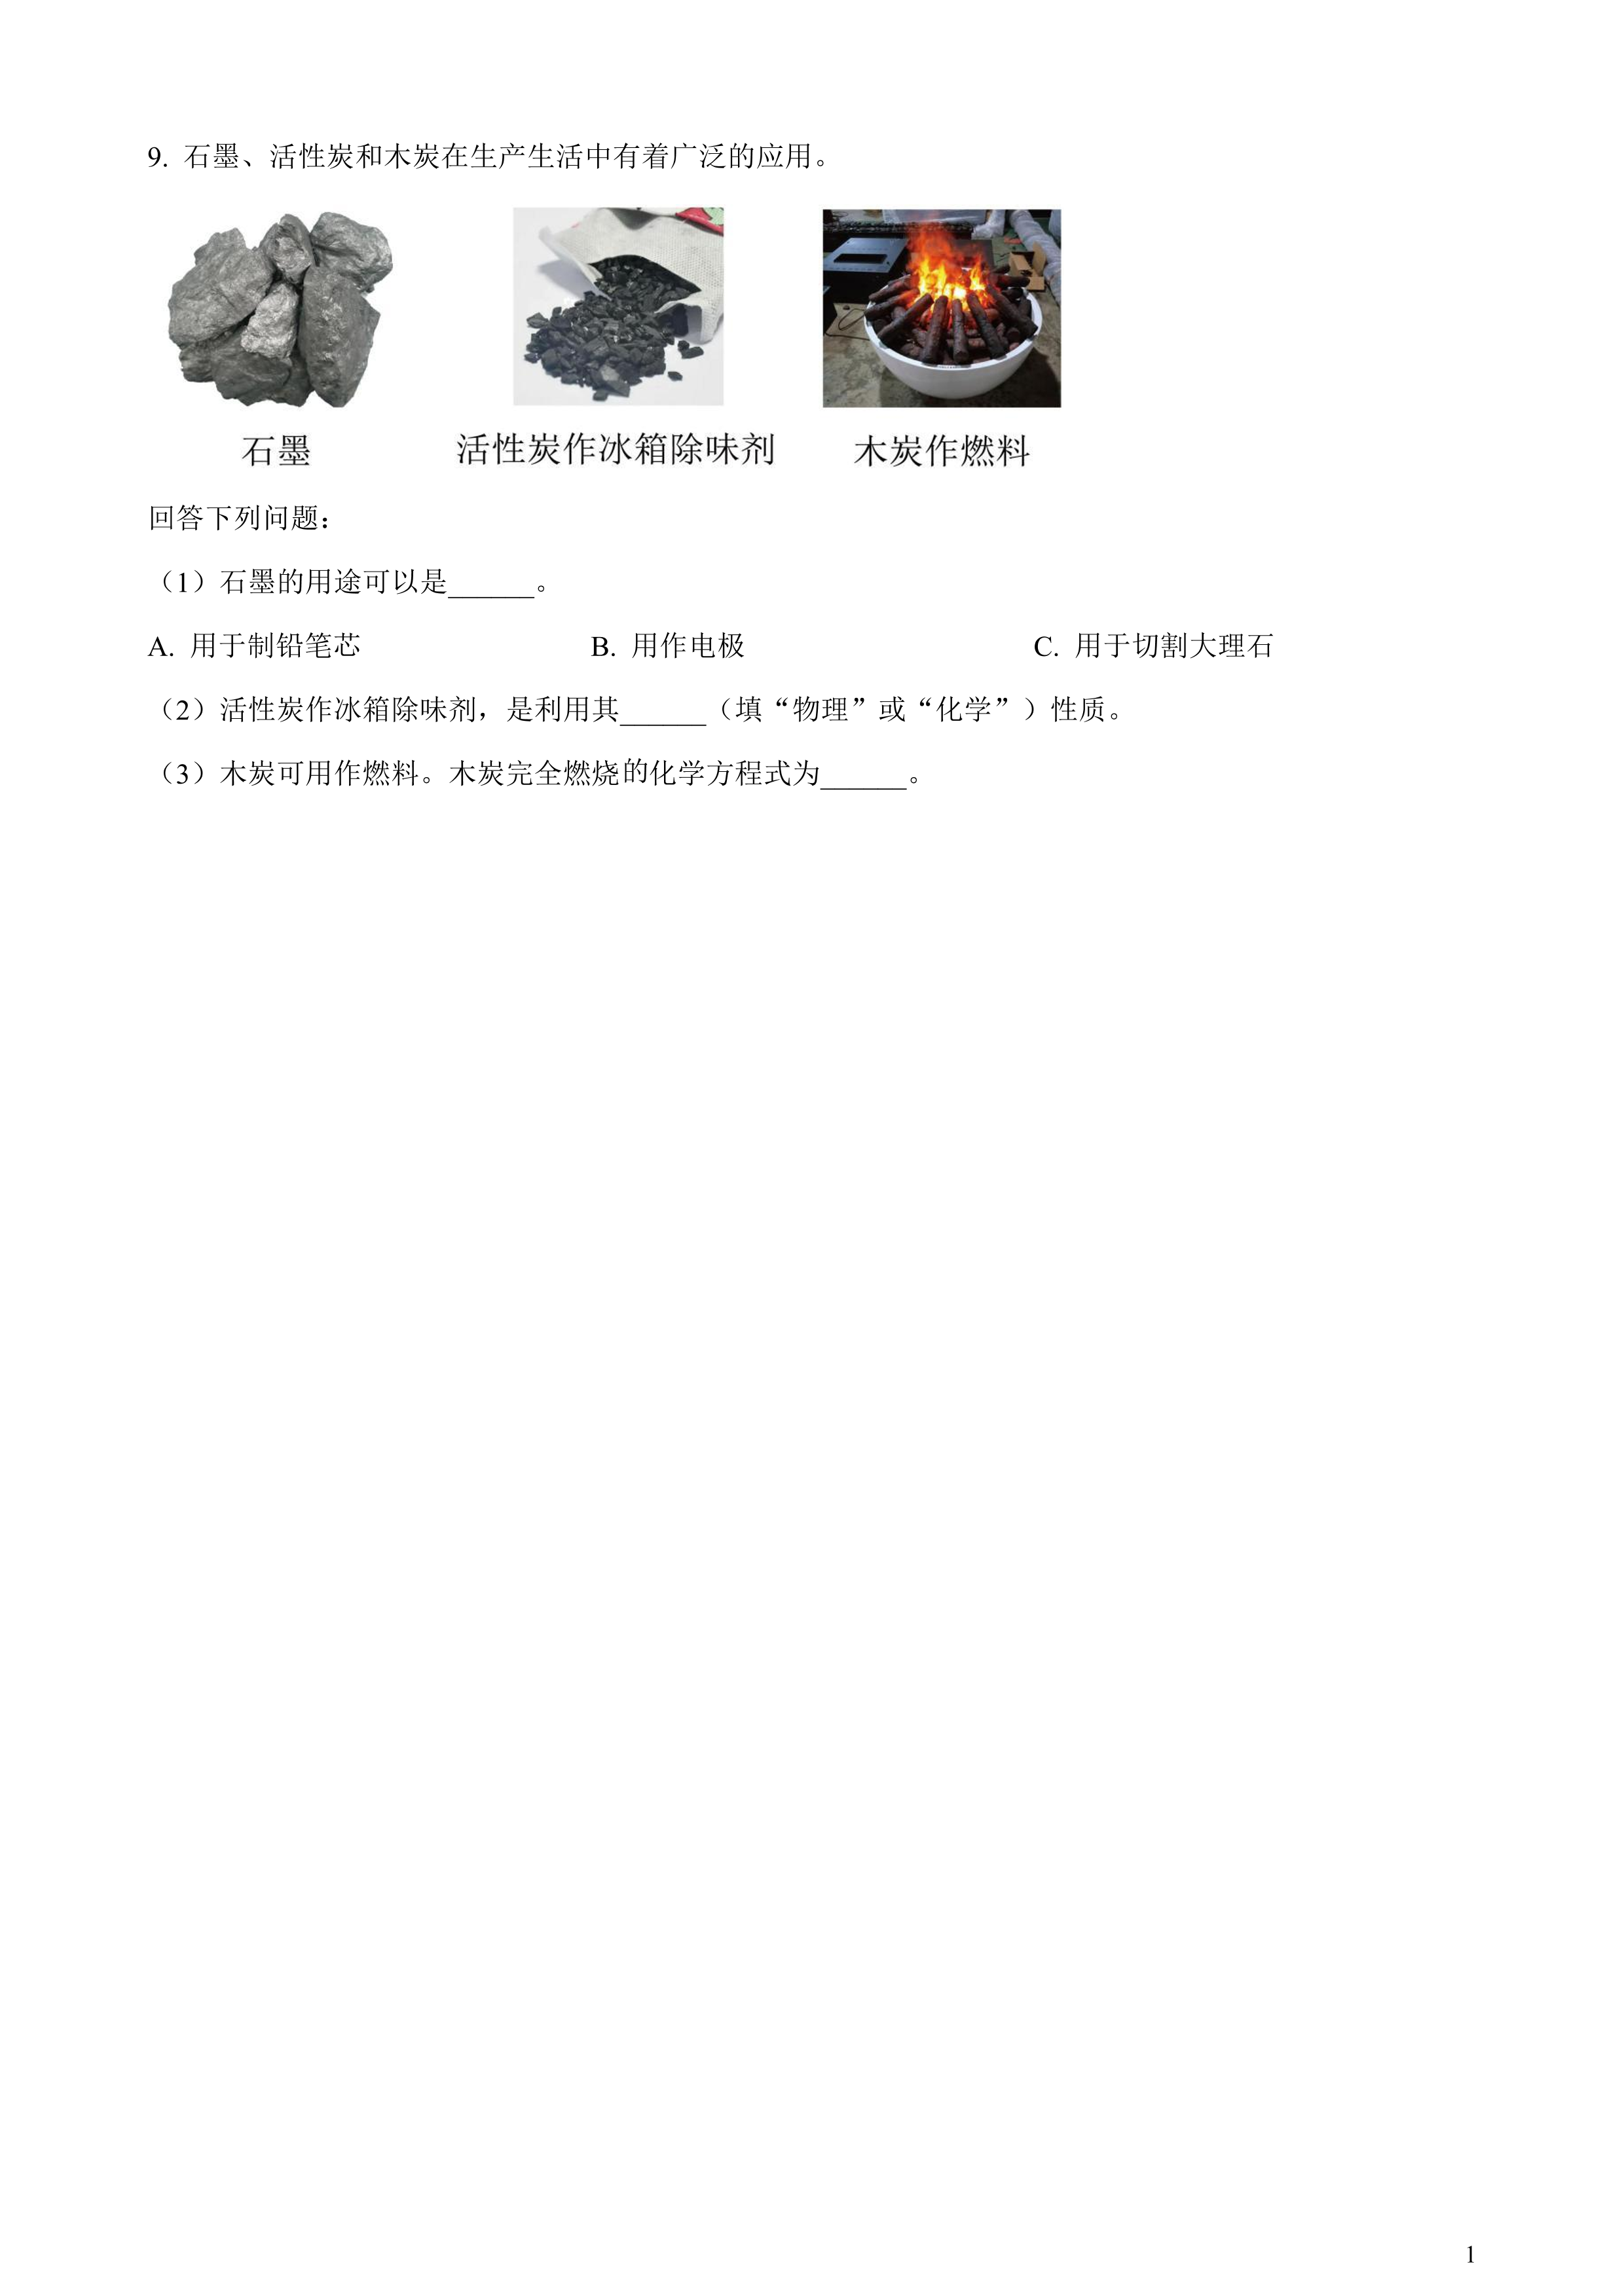 9. 石墨、活性炭和木炭在生产生活中有着广泛的应用。
石墨 活性炭作冰箱除味剂 木炭作燃料
回答下列问题：
（1）石墨的用途可以是______。
A. 用于制铅笔芯 B. 用作电极 C. 用于切割大理石
（2）活性炭作冰箱除味剂，是利用其______（填“物理”或“化学”）性质。
（3）木炭可用作燃料。木炭完全燃烧的化学方程式为______。
1